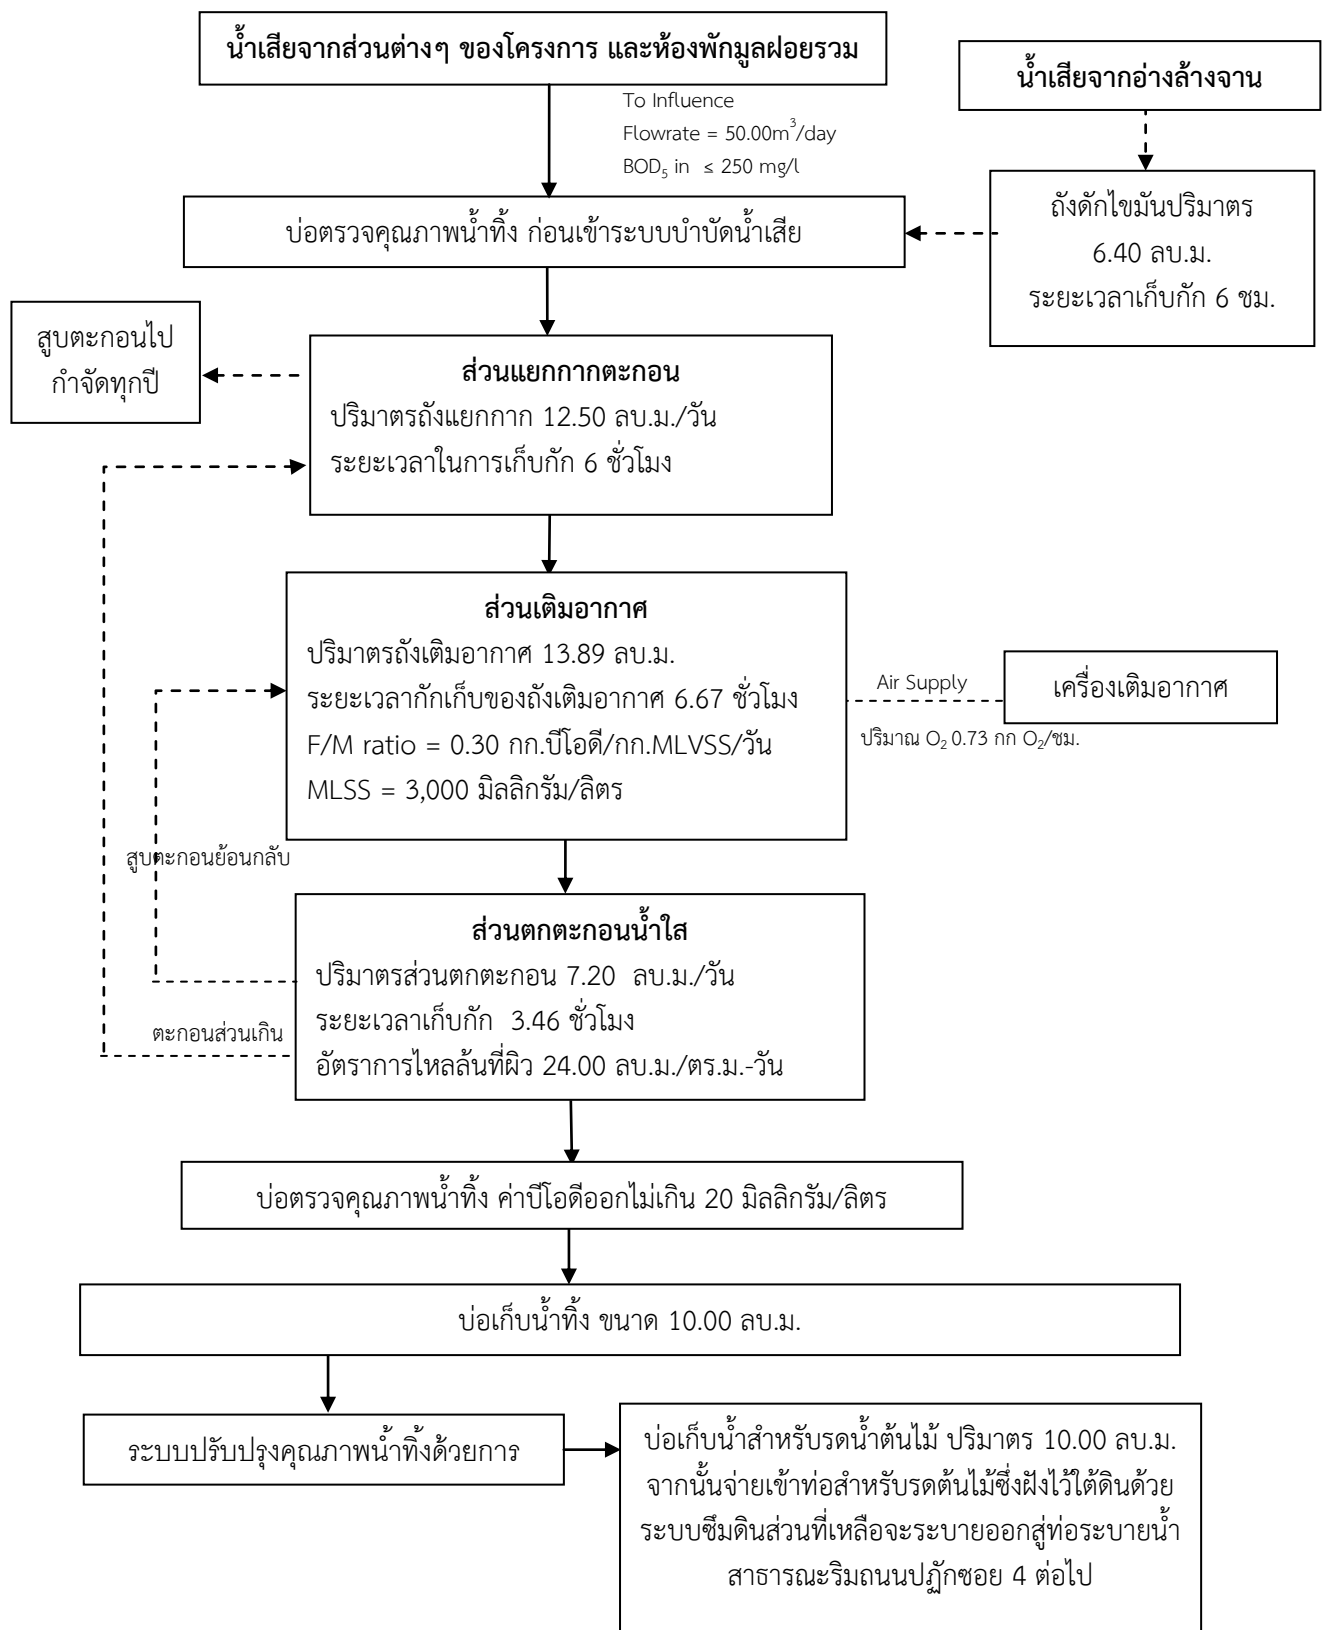 น้ำเสียจากส่วนต่างๆ ของโครงการ และห้องพักมูลฝอยรวม
น้ำเสียจากอ่างล้างจาน
To Influence
Flowrate = 50.00m³/day
BOD₅ in ≤ 250 mg/l
ถังดักไขมันปริมาตร
6.40 ลบ.ม.
ระยะเวลาเก็บกัก 6 ชม.
บ่อตรวจคุณภาพน้ำทิ้ง ก่อนเข้าระบบบำบัดน้ำเสีย
สูบตะกอนไป
กำจัดทุกปี
ส่วนแยกกากตะกอน
ปริมาตรถังแยกกาก 12.50 ลบ.ม./วัน
ระยะเวลาในการเก็บกัก 6 ชั่วโมง
ส่วนเติมอากาศ
ปริมาตรถังเติมอากาศ 13.89 ลบ.ม.
ระยะเวลากักเก็บของถังเติมอากาศ 6.67 ชั่วโมง
F/M ratio = 0.30 กก.บีโอดี/กก.MLVSS/วัน
MLSS = 3,000 มิลลิกรัม/ลิตร
Air Supply
ปริมาณ O₂ 0.73 กก O₂/ชม.
เครื่องเติมอากาศ
สูบตะกอนย้อนกลับ
ส่วนตกตะกอนน้ำใส
ปริมาตรส่วนตกตะกอน 7.20 ลบ.ม./วัน
ระยะเวลาเก็บกัก 3.46 ชั่วโมง
อัตราการไหลล้นที่ผิว 24.00 ลบ.ม./ตร.ม.-วัน
ตะกอนส่วนเกิน
บ่อตรวจคุณภาพน้ำทิ้ง ค่าบีโอดีออกไม่เกิน 20 มิลลิกรัม/ลิตร
บ่อเก็บน้ำทิ้ง ขนาด 10.00 ลบ.ม.
ระบบปรับปรุงคุณภาพน้ำทิ้งด้วยการ
บ่อเก็บน้ำสำหรับรดน้ำต้นไม้ ปริมาตร 10.00 ลบ.ม.
จากนั้นจ่ายเข้าท่อสำหรับรดต้นไม้ซึ่งฝังไว้ใต้ดินด้วย
ระบบซึมดินส่วนที่เหลือจะระบายออกสู่ท่อระบายน้ำ
สาธารณะริมถนนปฏักซอย 4 ต่อไป